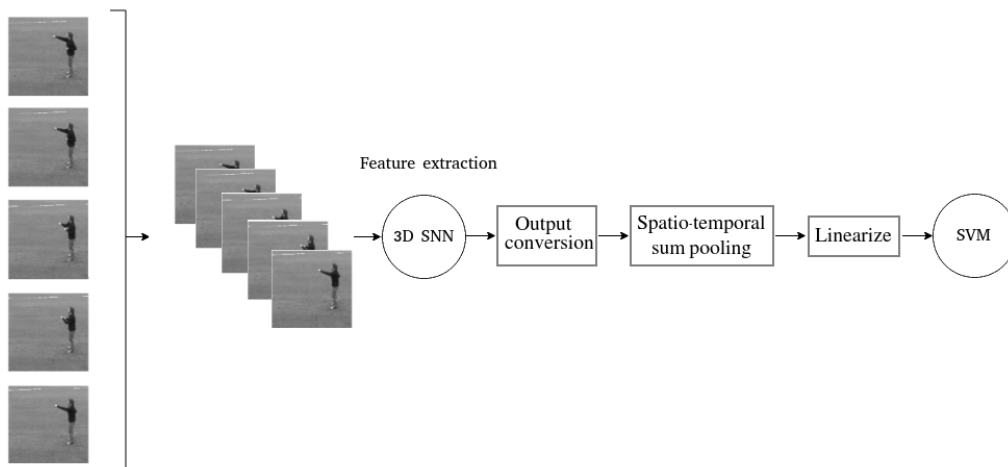 Feature extraction
3D SNN
Output
conversion
Spatio-temporal
sum pooling
Linearize
SVM